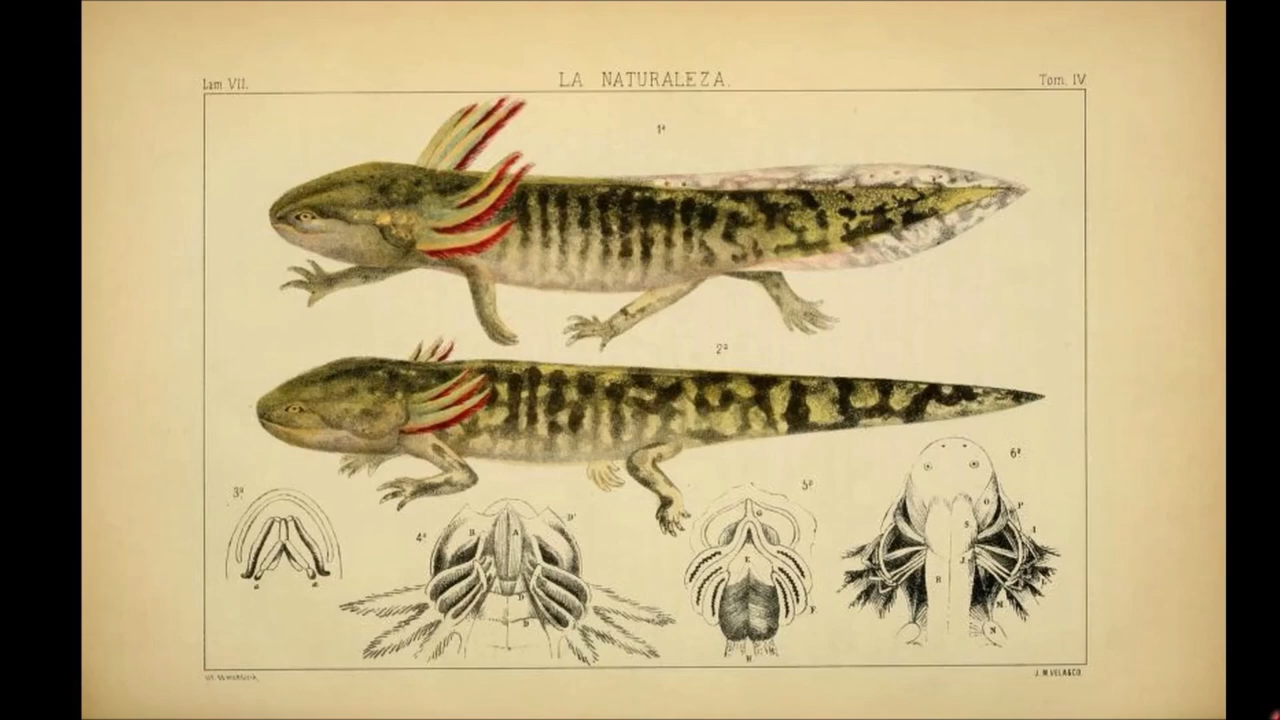 Lam. VII.
LA NATURALEZA.
Tom. IV
1ª
2ª
3ª
4ª
5ª
6ª
a
a
A
B
D'
D
S
G
E
F
H
O
P
S
I
J
R
M
N
J. M. VELASCO.